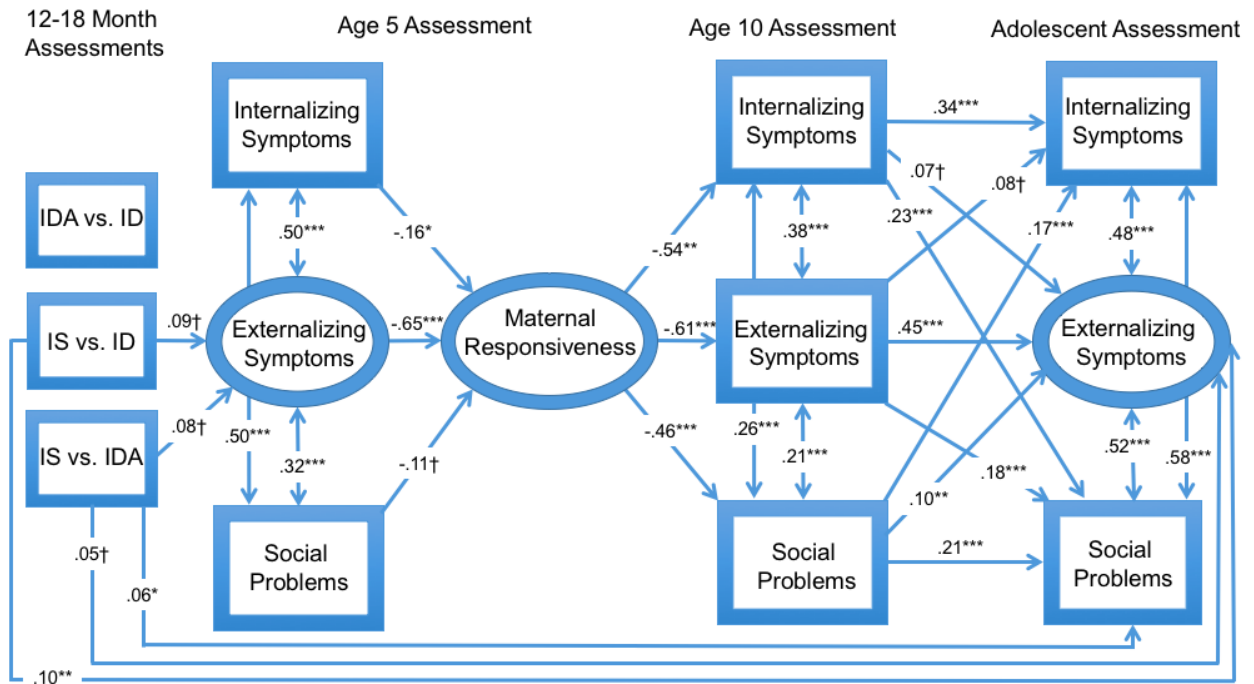 12-18 Month
Assessments
Age 5 Assessment
Age 10 Assessment
Adolescent Assessment
IDA vs. ID
IS vs. ID
IS vs. IDA
Internalizing
Symptoms
Externalizing
Symptoms
Social
Problems
Maternal
Responsiveness
Internalizing
Symptoms
Externalizing
Symptoms
Social
Problems
Internalizing
Symptoms
Externalizing
Symptoms
Social
Problems
.09†
.08†
.05†
.06*
.10**
.50***
.50***
.32***
-.16*
-.65***
-.11†
-.54**
-.61***
-.46***
.38***
.26***
.21***
.34***
.07†
.08†
.23***
.17***
.45***
.18***
.10**
.21***
.48***
.52***
.58***